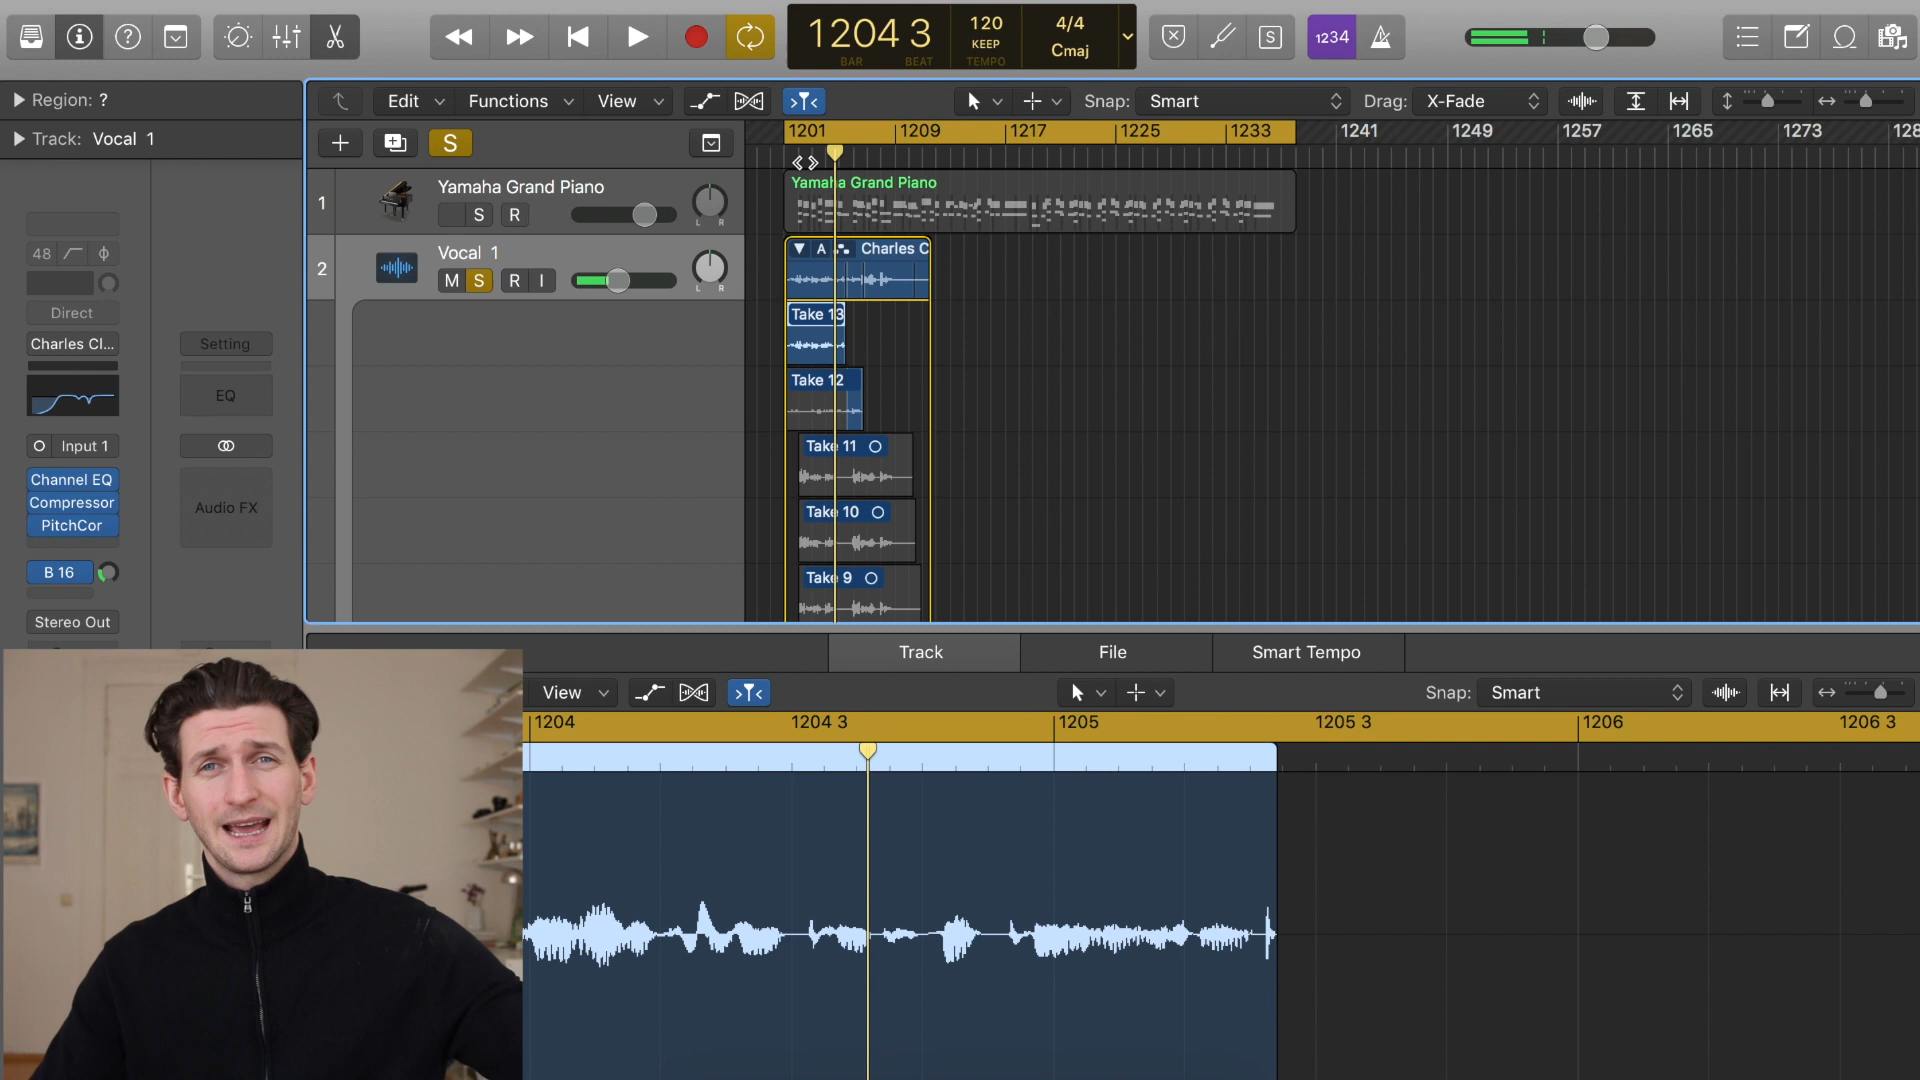 1204 3
BAR BEAT
120
KEEP
TEMPO
4/4
Cmaj
S
1234
Region: ?
Edit Functions View Snap: Smart Drag: X-Fade
Track: Vocal 1
S
1201 1209 1217 1225 1233 1241 1249 1257 1265 1273 128
1 Yamaha Grand Piano
S R
L R
Yamaha Grand Piano
2 Vocal 1
M S R I
L R
A Charles C
Take 13
Take 12
Take 11
Take 10
Take 9
48
Direct
Charles Cl...
Setting
EQ
Input 1
Channel EQ
Compressor
PitchCor
Audio FX
B 16
Stereo Out
Track File Smart Tempo
View Snap: Smart
1204 1204 3 1205 1205 3 1206 1206 3